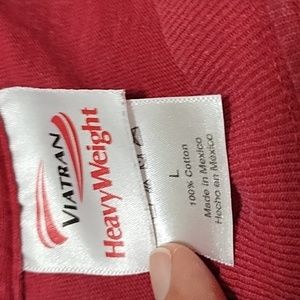 VIATRAN
HeavyWeight
L
100% Cotton
Made in Mexico
Hecho en Mexico